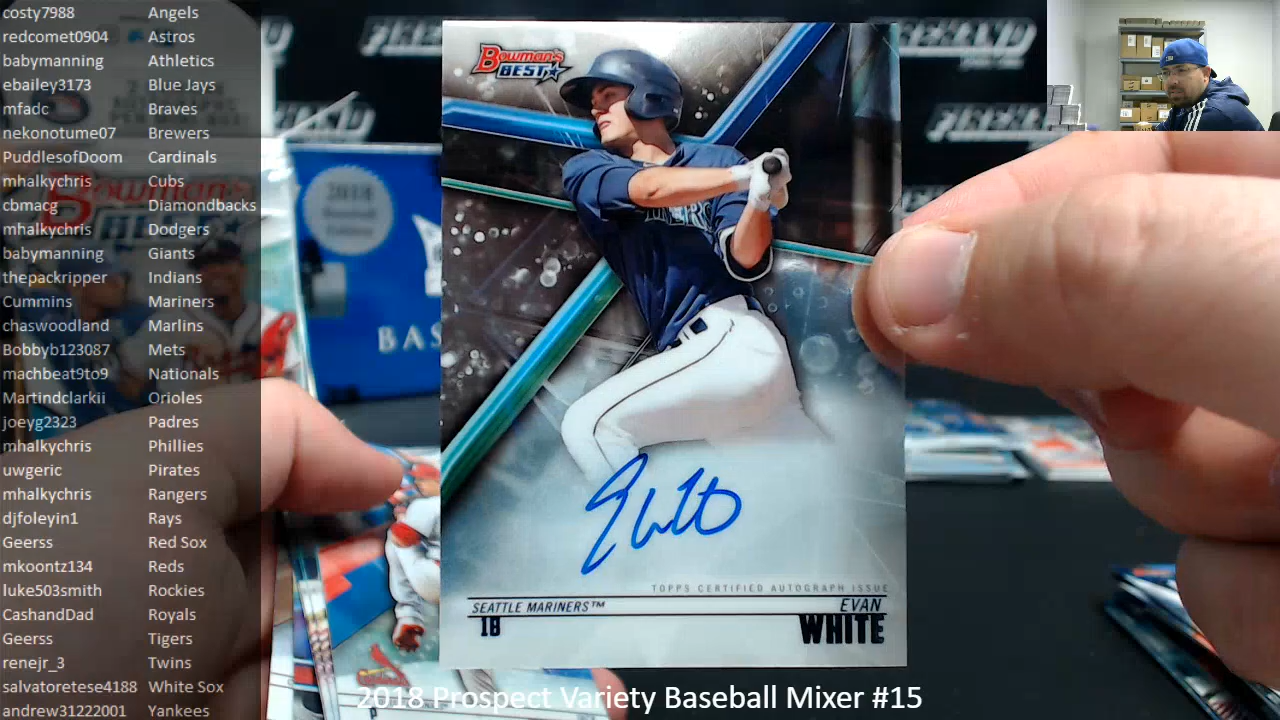 costy7988 Angels
redcomet0904 Astros
babymanning Athletics
ebailey3173 Blue Jays
mfadc Braves
nekonotume07 Brewers
PuddlesofDoom Cardinals
mhalkychris Cubs
cbmacg Diamondbacks
mhalkychris Dodgers
babymanning Giants
thepackripper Indians
Cummins Mariners
chaswoodland Marlins
Bobbyb123087 Mets
machbeat9to9 Nationals
Martindclarkii Orioles
joeyg2323 Padres
mhalkychris Phillies
uwgeric Pirates
mhalkychris Rangers
djfoleyin1 Rays
Geerss Red Sox
mkoontz134 Reds
luke503smith Rockies
CashandDad Royals
Geerss Tigers
renejr_3 Twins
salvatoretese4188 White Sox
andrew31222001 Yankees
Bowman's
BEST
TOPPS CERTIFIED AUTOGRAPH ISSUE
SEATTLE MARINERS™ EVAN
18 WHITE
2018
BAS
2018 Prospect Variety Baseball Mixer #15